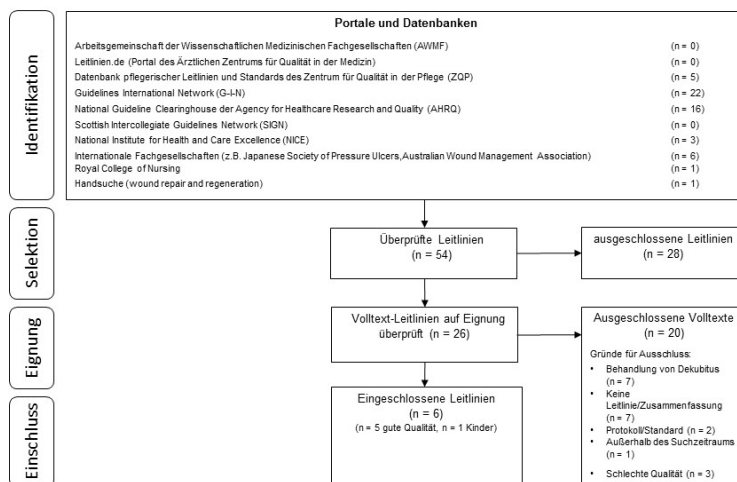 Identifikation
Portale und Datenbanken
Arbeitsgemeinschaft der Wissenschaftlichen Medizinischen Fachgesellschaften (AWMF) (n = 0)
Leitlinien.de (Portal des Ärztlichen Zentrums für Qualität in der Medizin) (n = 0)
Datenbank pflegerischer Leitlinien und Standards des Zentrum für Qualität in der Pflege (ZQP) (n = 5)
Guidelines International Network (G-I-N) (n = 22)
National Guideline Clearinghouse der Agency for Healthcare Research and Quality (AHRQ) (n = 16)
Scottish Intercollegiate Guidelines Network (SIGN) (n = 0)
National Institute for Health and Care Excellence (NICE) (n = 3)
Internationale Fachgesellschaften (z.B. Japanese Society of Pressure Ulcers,Australian Wound Management Association) (n = 6)
Royal College of Nursing (n = 1)
Handsuche (wound repair and regeneration) (n = 1)
Selektion
Überprüfte Leitlinien
(n = 54)
ausgeschlossene Leitlinien
(n = 28)
Eignung
Volltext-Leitlinien auf Eignung
überprüft (n = 26)
Ausgeschlossene Volltexte
(n = 20)
Gründe für Ausschluss:
• Behandlung von Dekubitus
(n = 7)
• Keine
Leitlinie/Zusammenfassung
(n = 7)
• Protokoll/Standard (n = 2)
• Außerhalb des Suchzeitraums
(n = 1)
• Schlechte Qualität (n = 3)
Einschluss
Eingeschlossene Leitlinien
(n = 6)
(n = 5 gute Qualität, n = 1 Kinder)